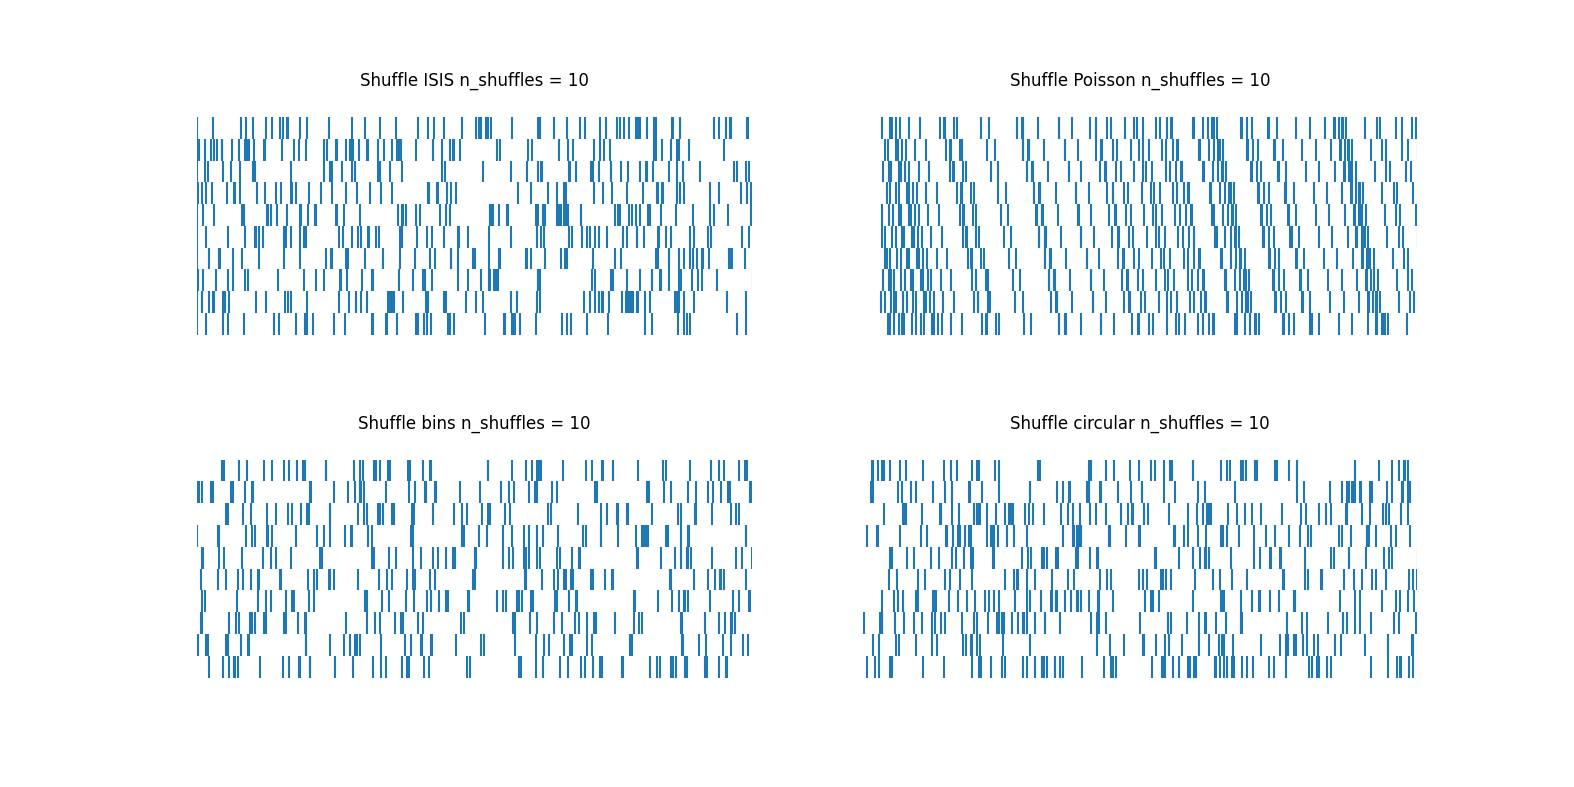 Shuffle ISIS n_shuffles = 10
Shuffle Poisson n_shuffles = 10
Shuffle bins n_shuffles = 10
Shuffle circular n_shuffles = 10